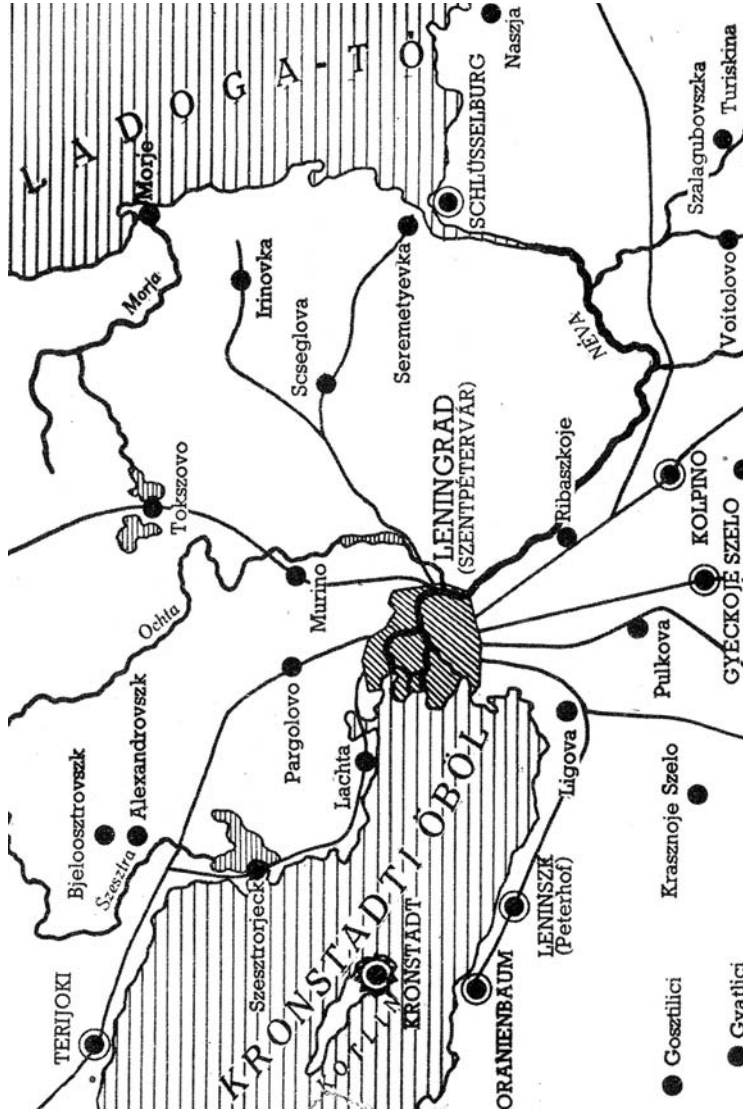 TERIJOKI
Bjeloosztrovszk
Szesztra
Alexandrovszk
Ochta
Morja
Morje
LADOGA-TÓ
Tokszovo
Szesztrorjeck
Pargolovo
Murino
Irinovka
Scseglova
Lachta
KRONSTADTI ÖBÖL
KOTLIN
KRONSTADT
Seremetyevka
LENINGRAD
(SZENTPÉTERVÁR)
SCHLÜSSELBURG
Naszja
ORANIENBAUM
LENINSZK
(Peterhof)
Ligova
Ribaszkoje
NÉVA
Gosztilici
Krasznoje Szelo
Pulkova
KOLPINO
Szalagubovszka
Gyatlici
GYECKOJE SZELO
Voitolovo
Turiskina